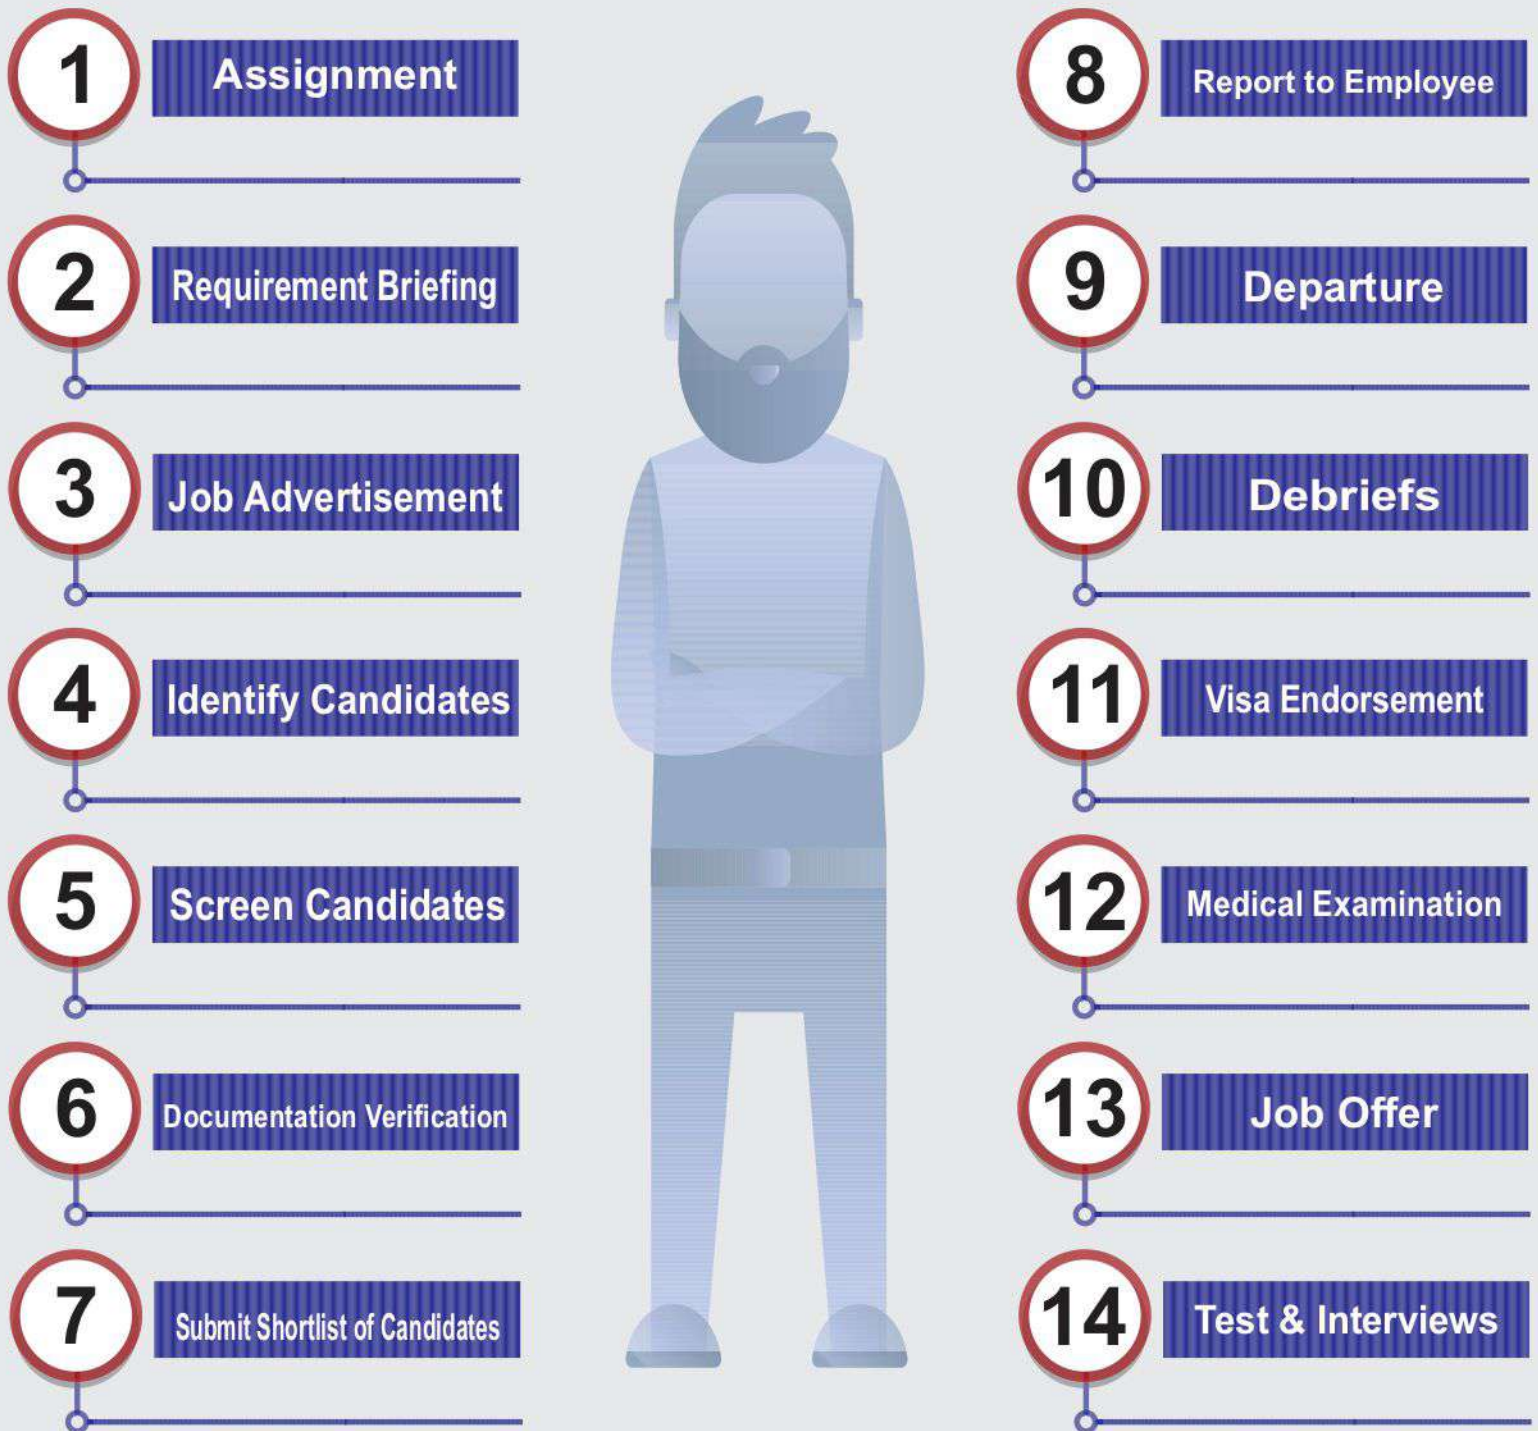 1
Assignment
2
Requirement Briefing
3
Job Advertisement
4
Identify Candidates
5
Screen Candidates
6
Documentation Verification
7
Submit Shortlist of Candidates
8
Report to Employee
9
Departure
10
Debriefs
11
Visa Endorsement
12
Medical Examination
13
Job Offer
14
Test & Interviews